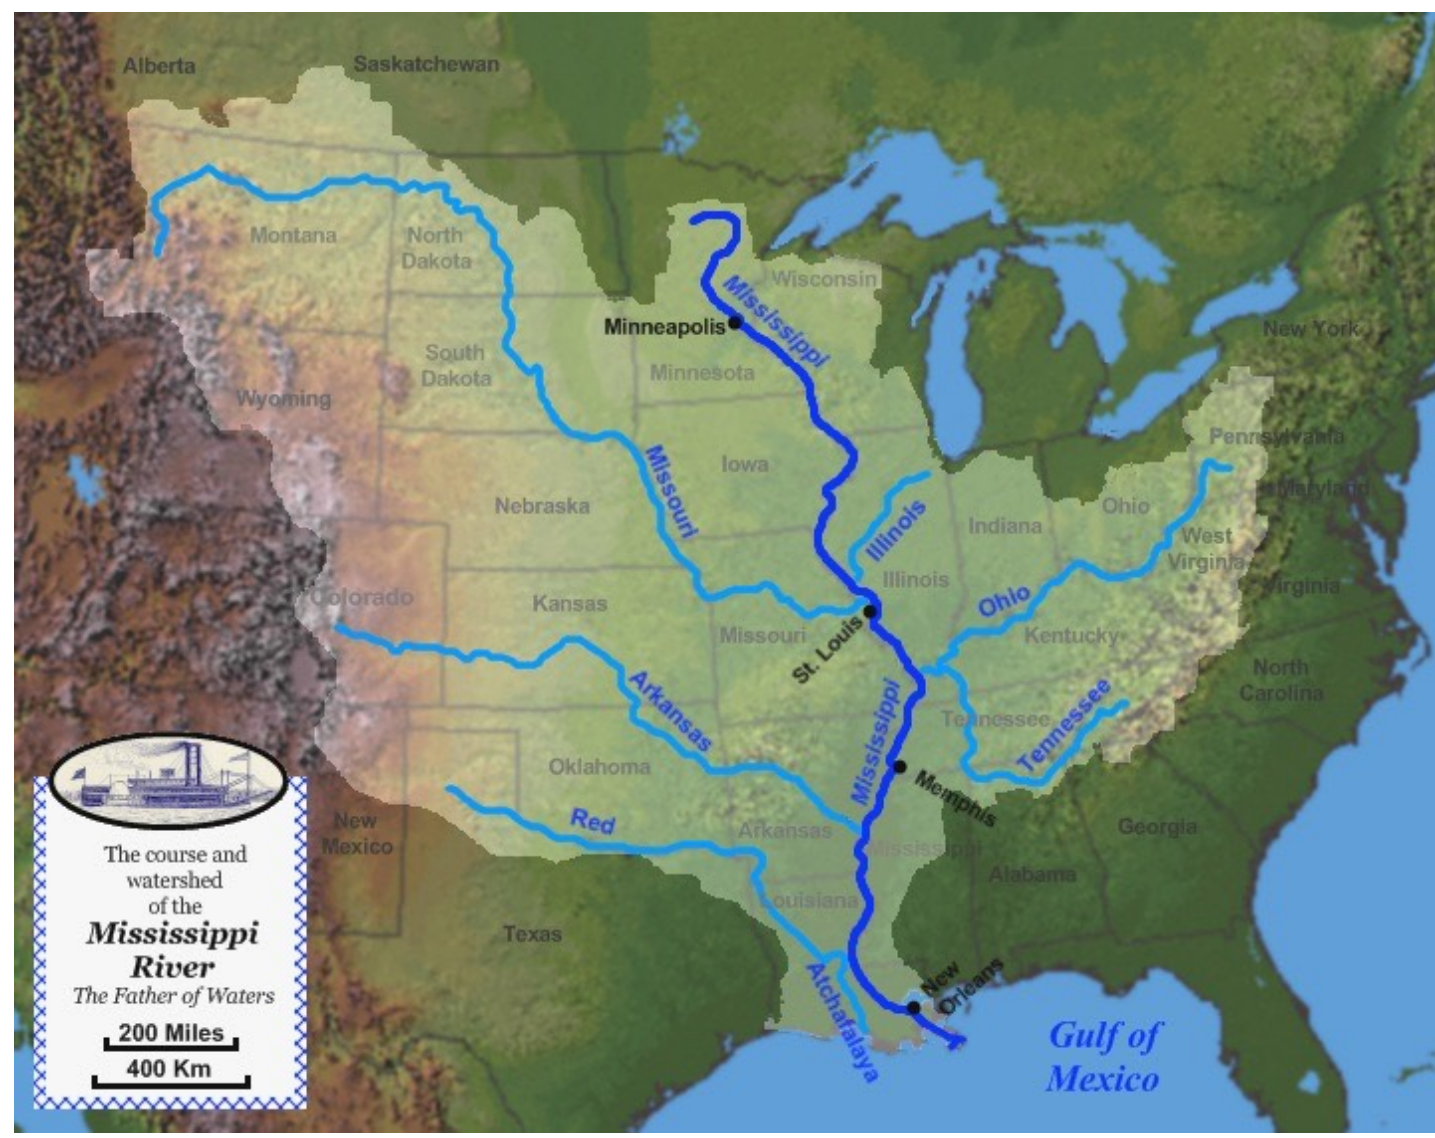 Alberta
Saskatchewan
Montana
North
Dakota
Wisconsin
Mississippi
Minneapolis
New York
South
Dakota
Minnesota
Wyoming
Pennsylvania
Iowa
Missouri
Maryland
Nebraska
Ohio
Indiana
Illinois
West
Virginia
Illinois
Virginia
Colorado
Kansas
Ohio
Missouri
St. Louis
Kentucky
North
Carolina
Arkansas
Mississippi
Tennessee
Tennessee
Oklahoma
Memphis
Red
Arkansas
Mississippi
Georgia
New
Mexico
Alabama
Louisiana
Texas
New
Orleans
Atchafalaya
Gulf of
Mexico
The course and
watershed
of the
Mississippi
River
The Father of Waters
200 Miles
400 Km